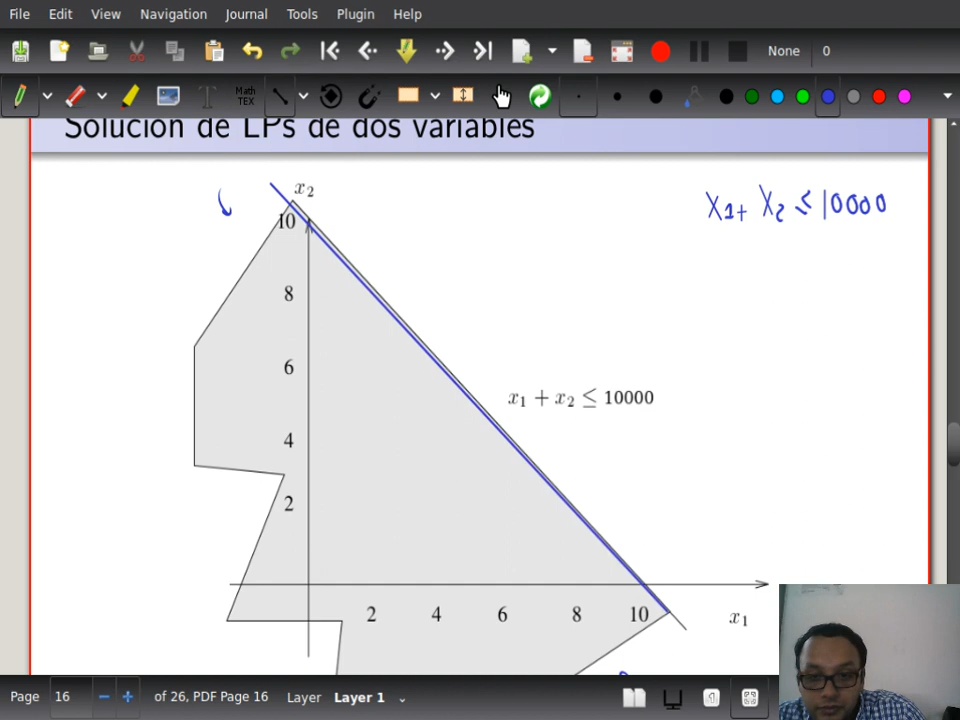 File Edit View Navigation Journal Tools Plugin Help
None 0
T Math TEX
Solución de LPs de dos variables
x2
x1 + x2 ≤ 10000
10
8
6
x1 + x2 ≤ 10000
4
2
2 4 6 8 10 x1
Page 16 of 26, PDF Page 16 Layer Layer 1